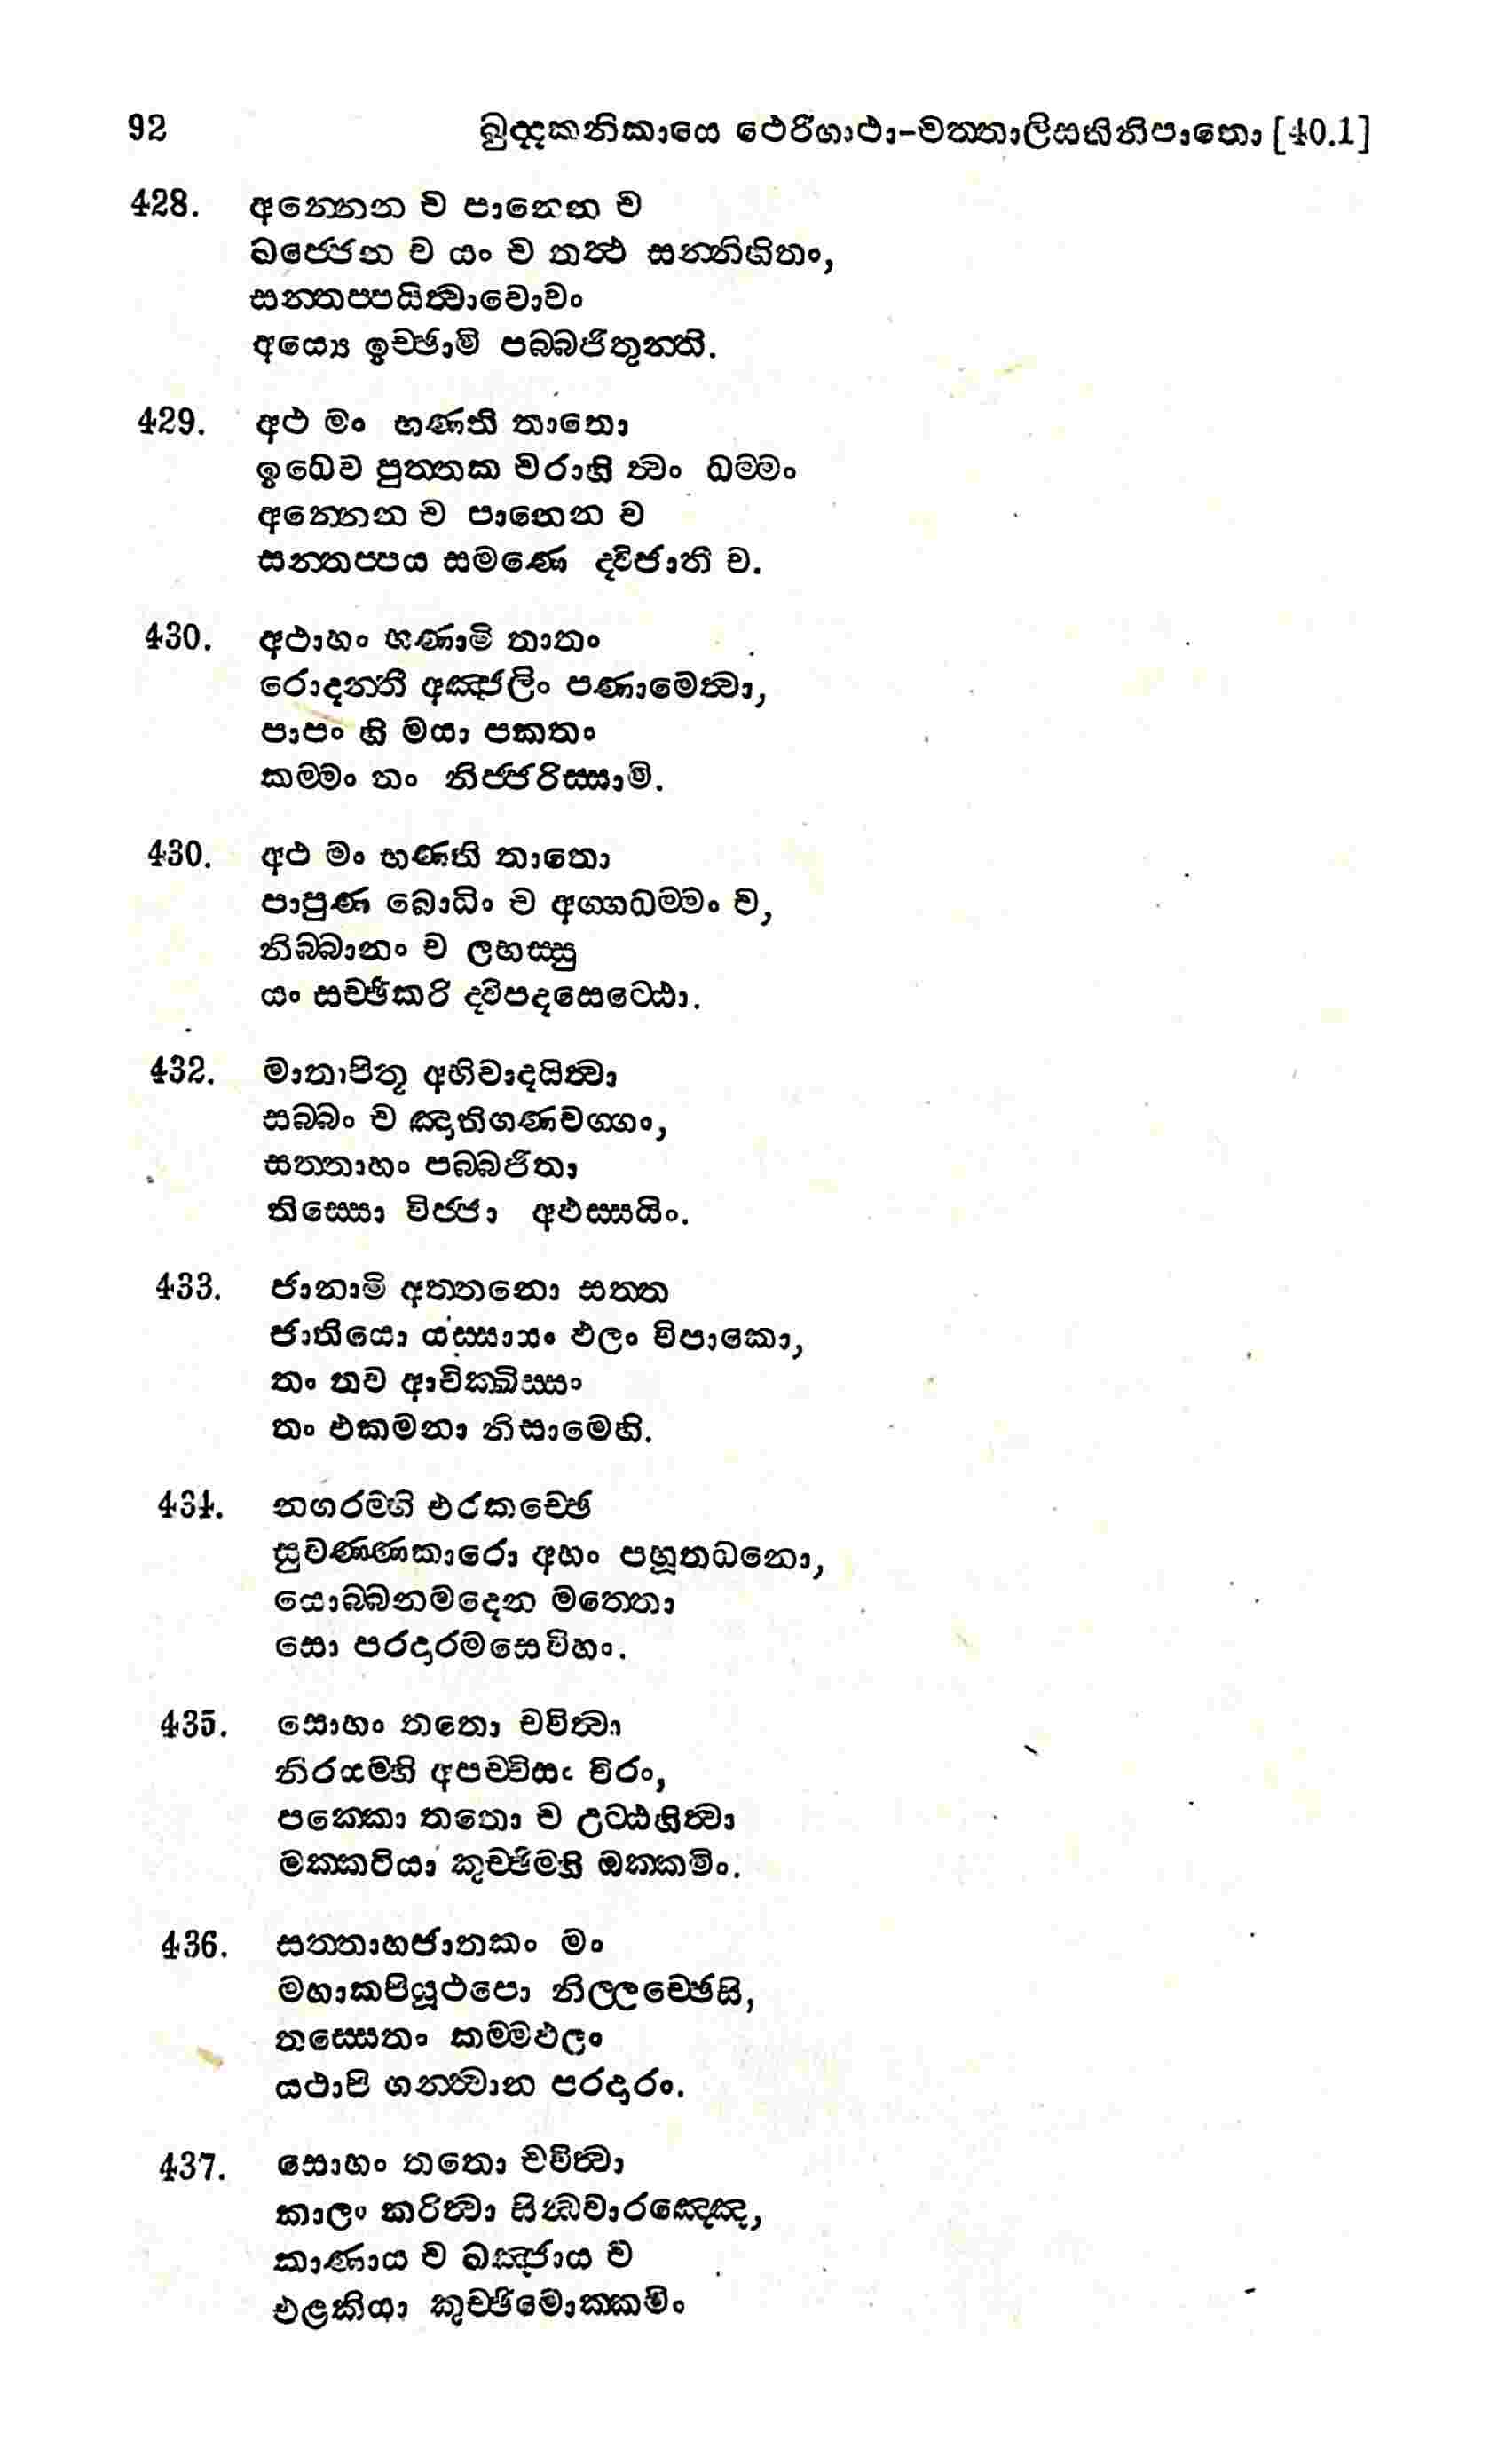 92 ඛුද්දකනිකායෙ ථෙරීගාථා-චත්තාලීසතිනිපාතො [40.1]
428. අන්නෙන ච පානෙන ච
ඛජ්ජෙන ච යං ච තත්ථ සන්නිහිතං,
සන්තප්පයිත්වාවොචං
අය්‍යෙ ඉච්ඡාමි පබ්බජිතුන්ති.
429. අථ මං භණති තාතො
ඉධෙව පුත්තක චරාහි ත්වං ධම්මං
අන්නෙන ච පානෙන ච
සන්තප්පය සමණෙ ද්විජාතී ච.
430. අථාහං භණාමි තාතං
රොදන්තී අඤ්ජලිං පණාමෙත්වා,
පාපං හි මයා පකතං
කම්මං තං නිජ්ජරිස්සාමි.
430. අථ මං භණති තාතො
පාපුණ බොධිං ච අග්ගධම්මං ච,
නිබ්බානං ච ලභස්සු
යං සච්ඡිකරි ද්විපදසෙට්ඨො.
432. මාතාපිතූ අභිවාදයිත්වා
සබ්බං ච ඤාතිගණවග්ගං,
සත්තාහං පබ්බජිතා
තිස්සො විජ්ජා අඵස්සයිං.
433. ජානාමි අත්තනො සත්ත
ජාතියො යස්සායං ඵලං විපාකො,
තං තව ආචික්ඛිස්සං
තං එකමනා නිසාමෙහි.
434. නගරම්හි එරකච්ඡෙ
සුවණ්ණකාරො අහං පහූතධනො,
යොබ්බනමදෙන මත්තො
සො පරදාරමසෙවිහං.
435. සොහං තතො චවිත්වා
නිරයම්හි අපච්චිසං චිරං,
පක්කො තතො ච උට්ඨහිත්වා
මක්කටියා කුච්ඡිම්හි ඔක්කමිං.
436. සත්තාහජාතකං මං
මහාකපියූථපො නිල්ලච්ඡෙසි,
තස්සෙතං කම්මඵලං
යථාපි ගන්ත්වාන පරදාරං.
437. සොහං තතො චවිත්වා
කාලං කරිත්වා සින්ධවාරඤ්ඤෙ,
කාණාය ච ඛඤ්ජාය ච
එළකියා කුච්ඡිමොක්කමිං